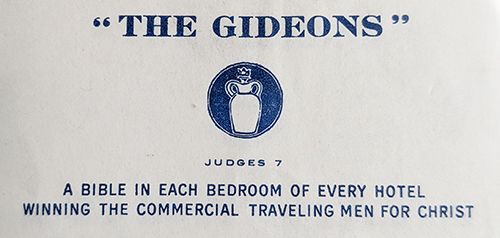 “THE GIDEONS”
JUDGES 7
A BIBLE IN EACH BEDROOM OF EVERY HOTEL
WINNING THE COMMERCIAL TRAVELING MEN FOR CHRIST